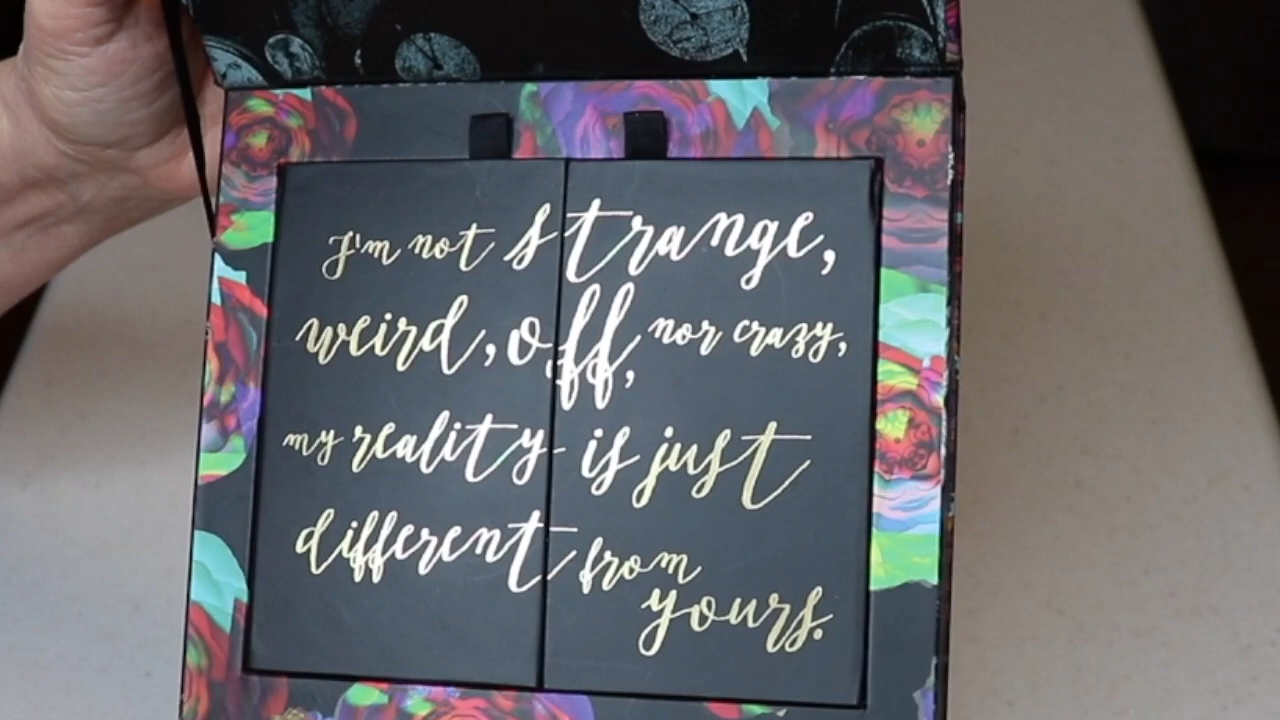 I'm not strange,
weird, off, nor crazy,
my reality is just
different from
yours.